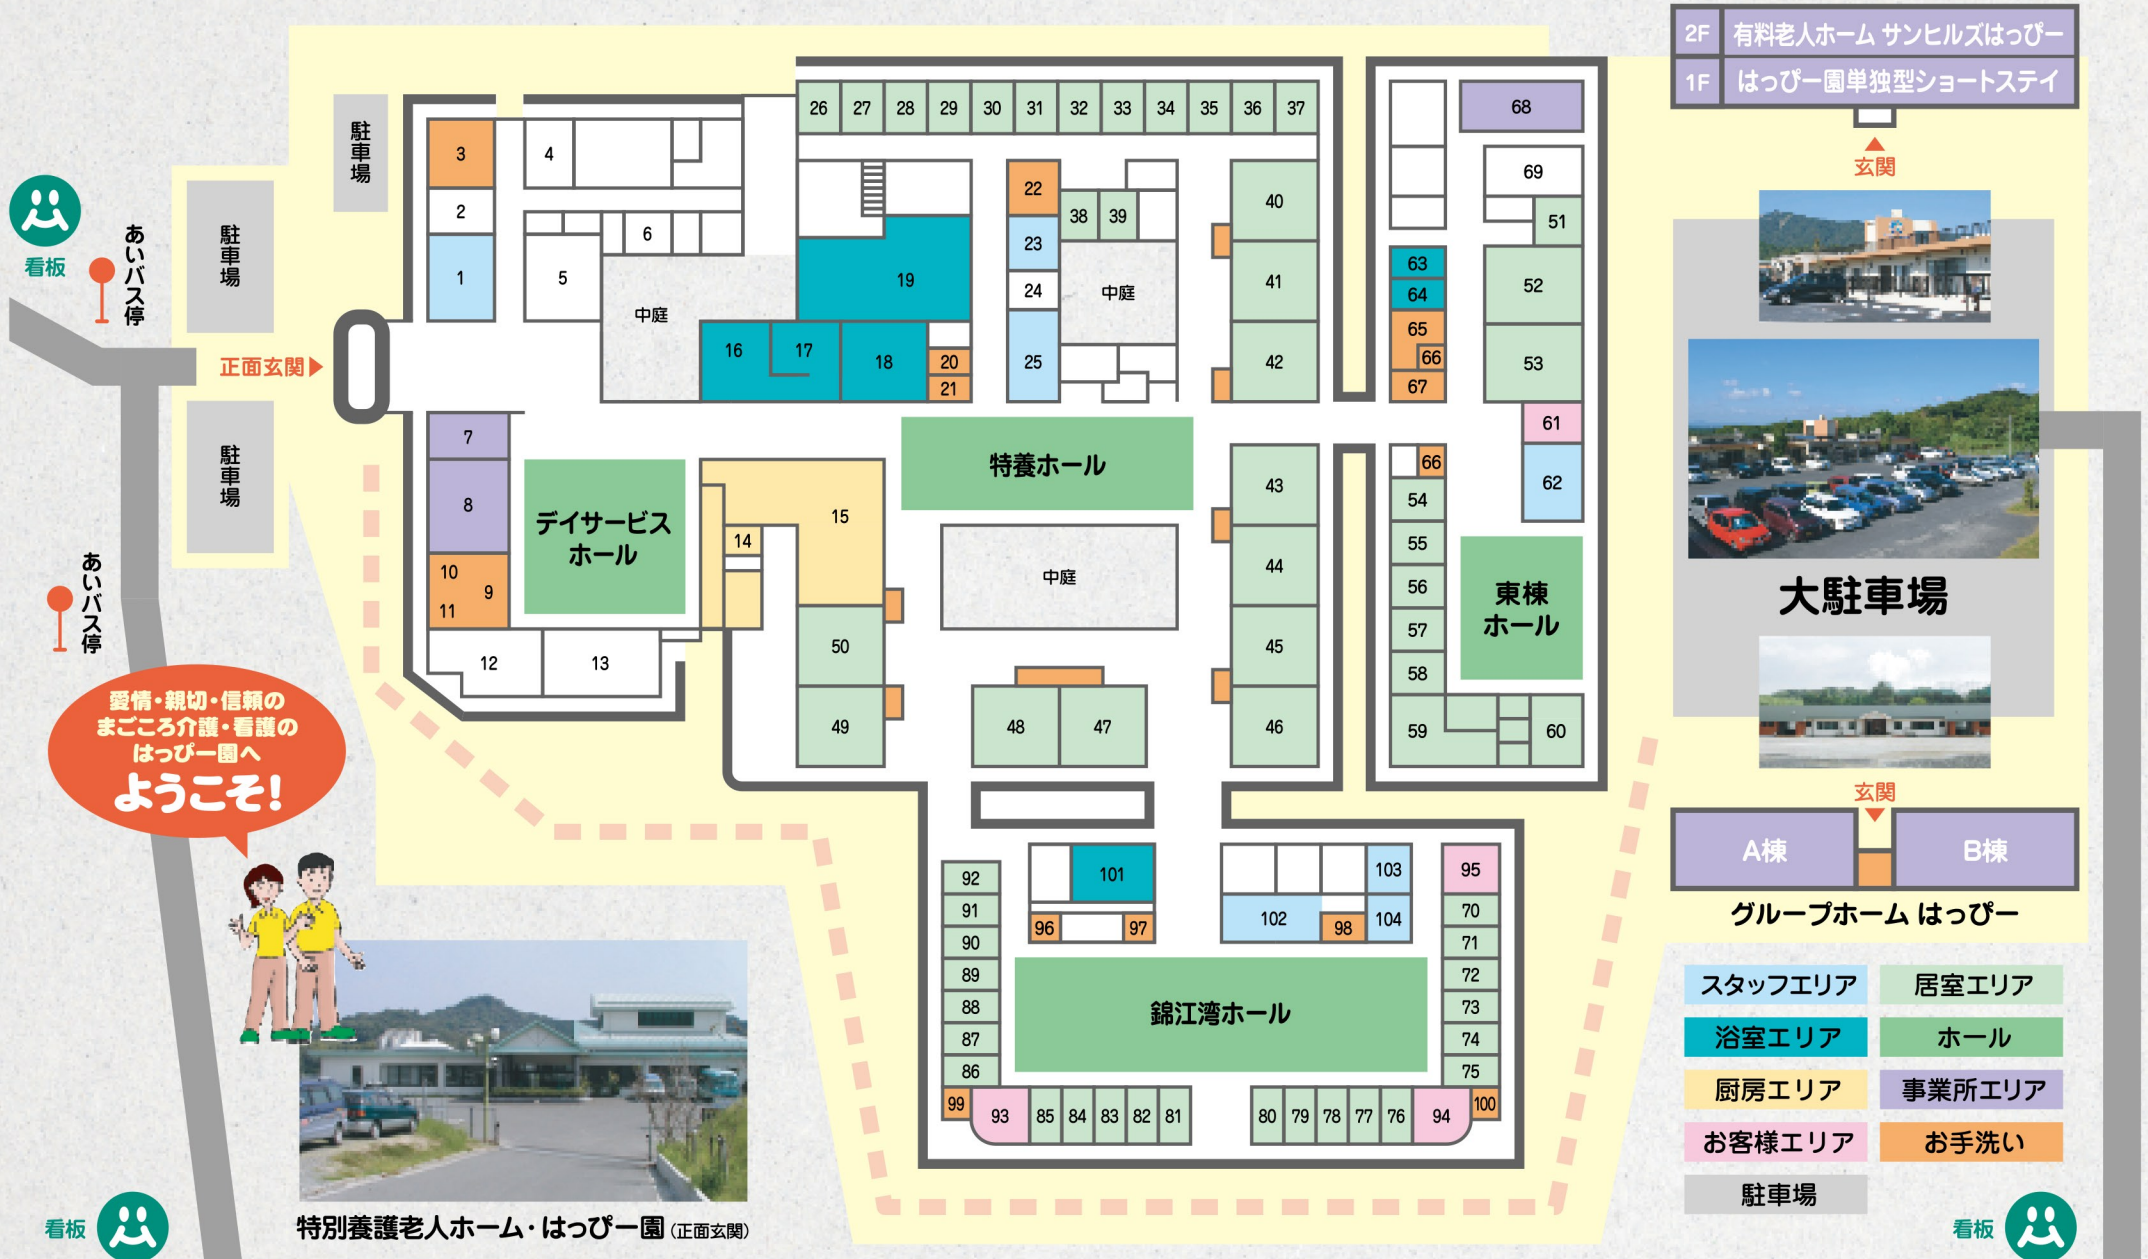 2F 有料老人ホーム サンヒルズはっぴー
1F はっぴー園単独型ショートステイ
玄関
大駐車場
玄関
A棟
B棟
グループホーム はっぴー
スタッフエリア
居室エリア
浴室エリア
ホール
厨房エリア
事業所エリア
お客様エリア
お手洗い
駐車場
看板
看板
あいバス停
駐車場
駐車場
正面玄関
駐車場
あいバス停
愛情・親切・信頼の
まごころ介護・看護の
はっぴー園へ
ようこそ!
看板
特別養護老人ホーム・はっぴー園(正面玄関)
3
2
1
4
6
5
中庭
7
8
10
9
11
12
13
デイサービス
ホール
14
15
16
17
18
19
20
21
26
27
28
29
30
31
32
33
34
35
36
37
22
23
24
25
38
39
中庭
40
41
42
特養ホール
中庭
43
44
45
46
50
49
48
47
68
69
51
52
53
63
64
65
66
67
61
62
66
54
55
56
57
58
59
60
東棟
ホール
101
96
97
103
102
98
104
95
92
91
90
89
88
87
86
99
93
85
84
83
82
81
錦江湾ホール
70
71
72
73
74
75
80
79
78
77
76
94
100